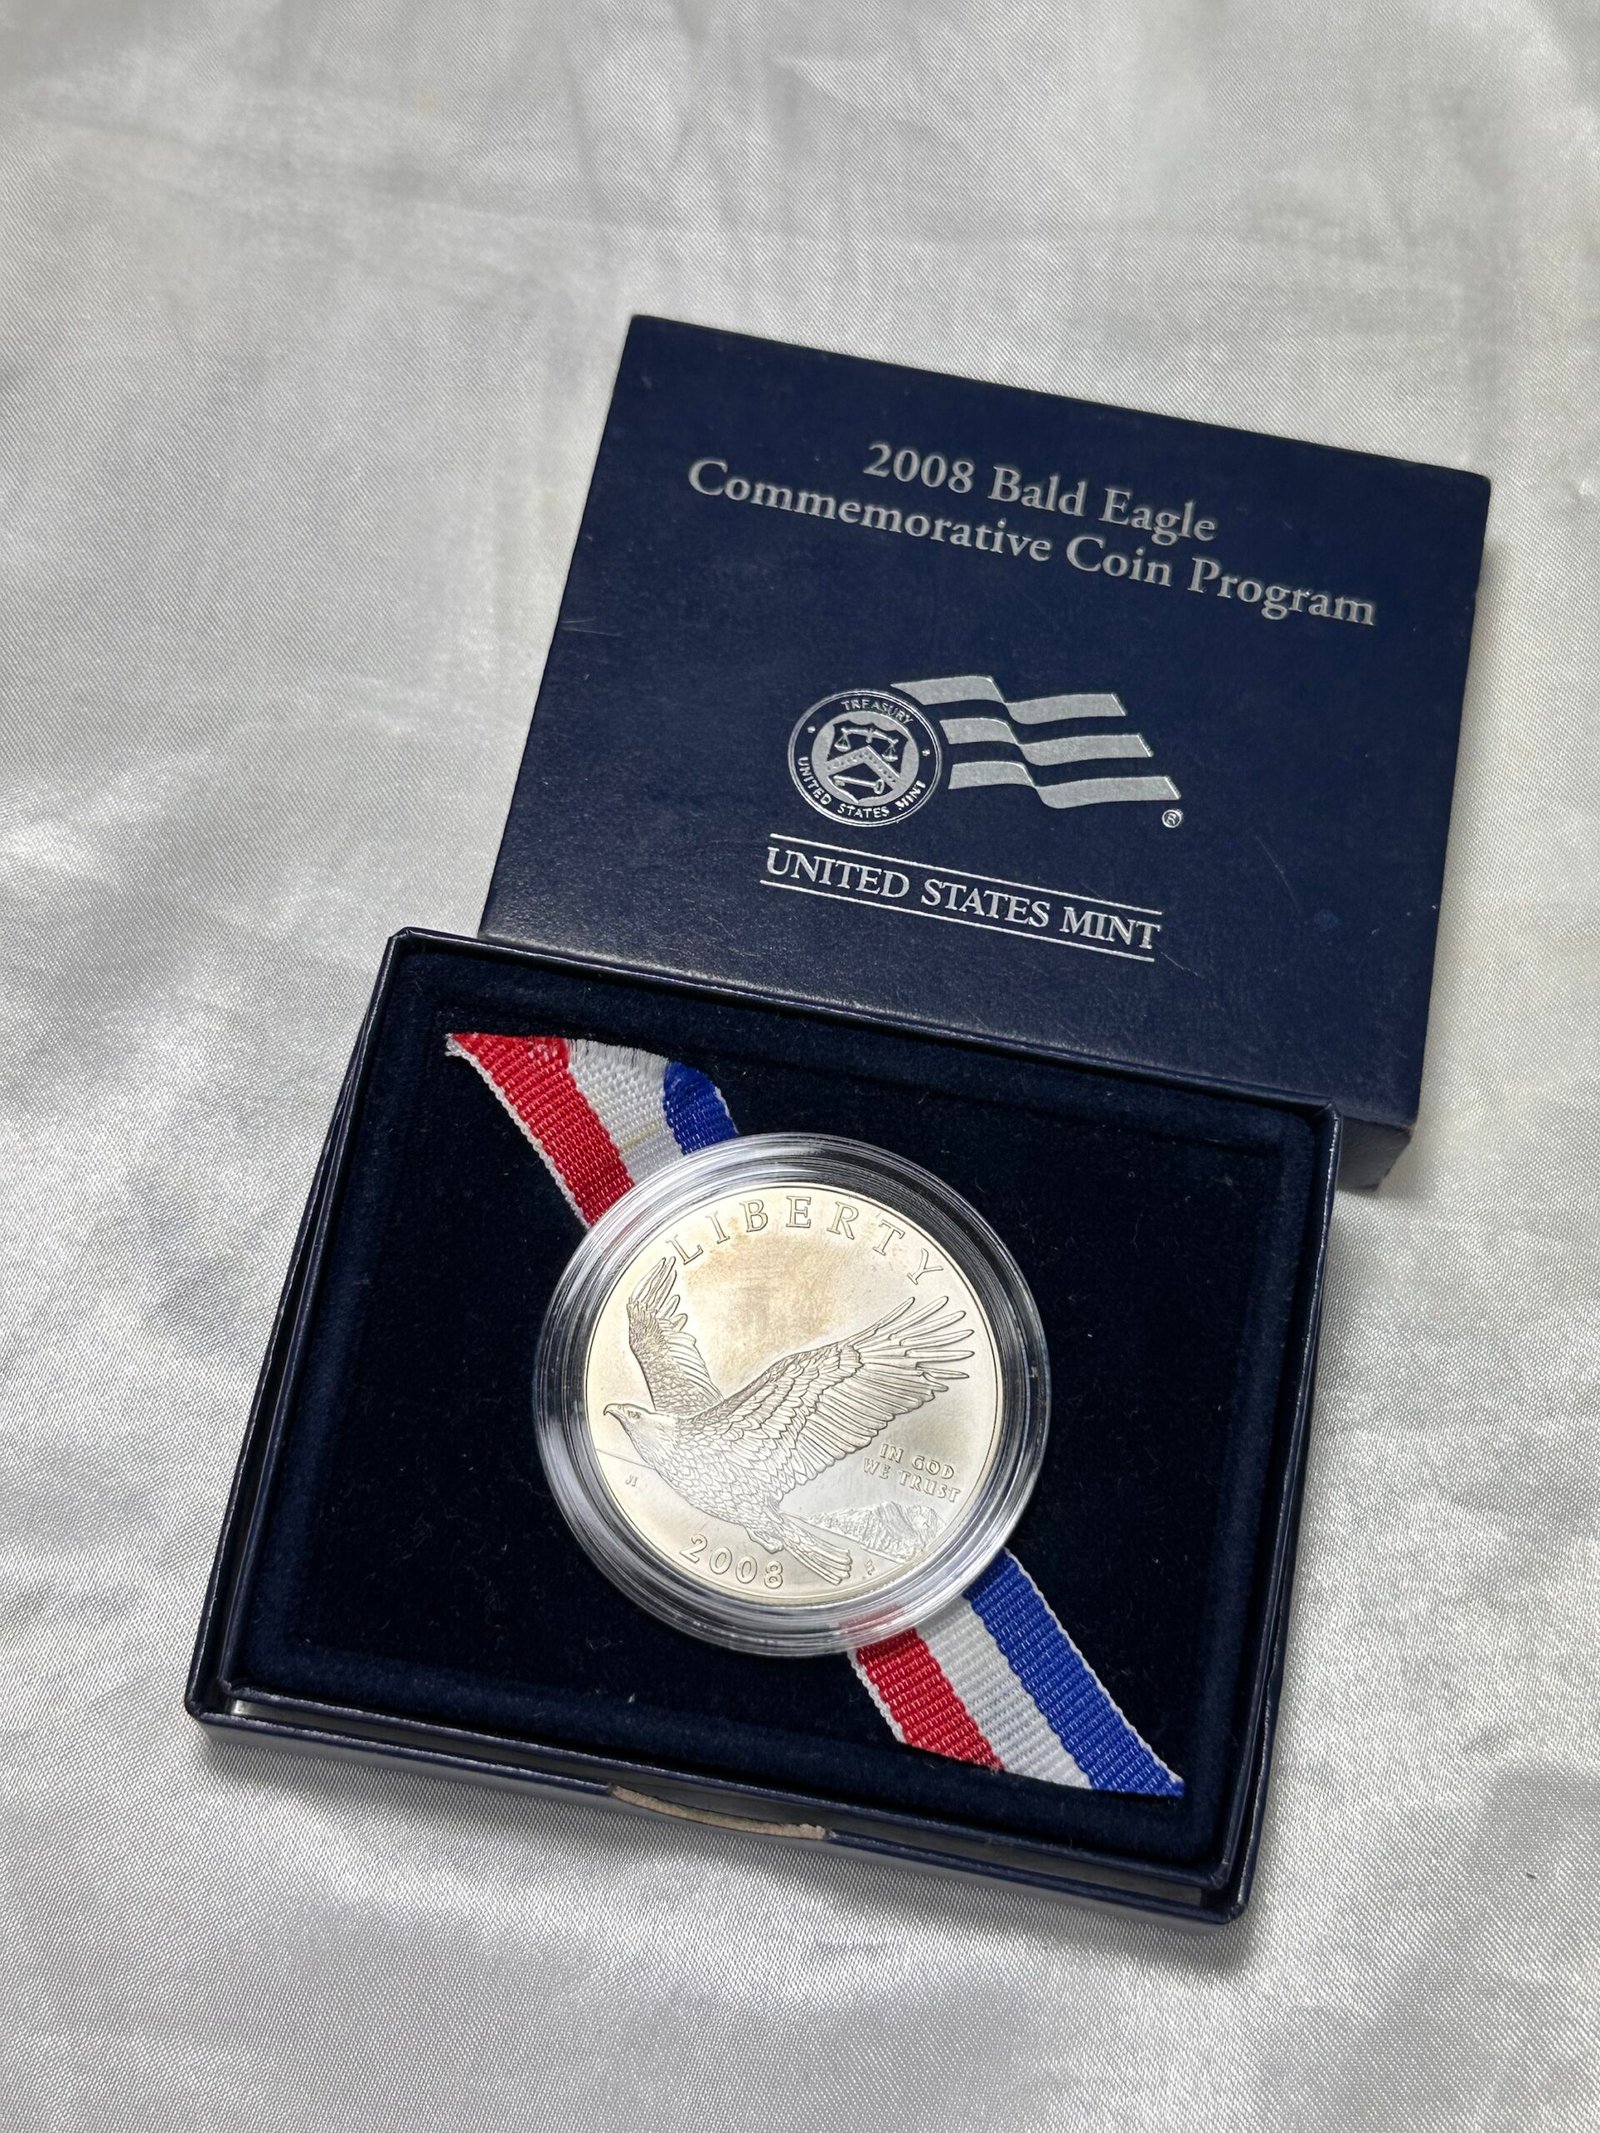 2008 Bald Eagle
Commemorative Coin Program
TREASURY
UNITED STATES MINT
®
UNITED STATES MINT
LIBERTY
IN GOD
WE TRUST
2008